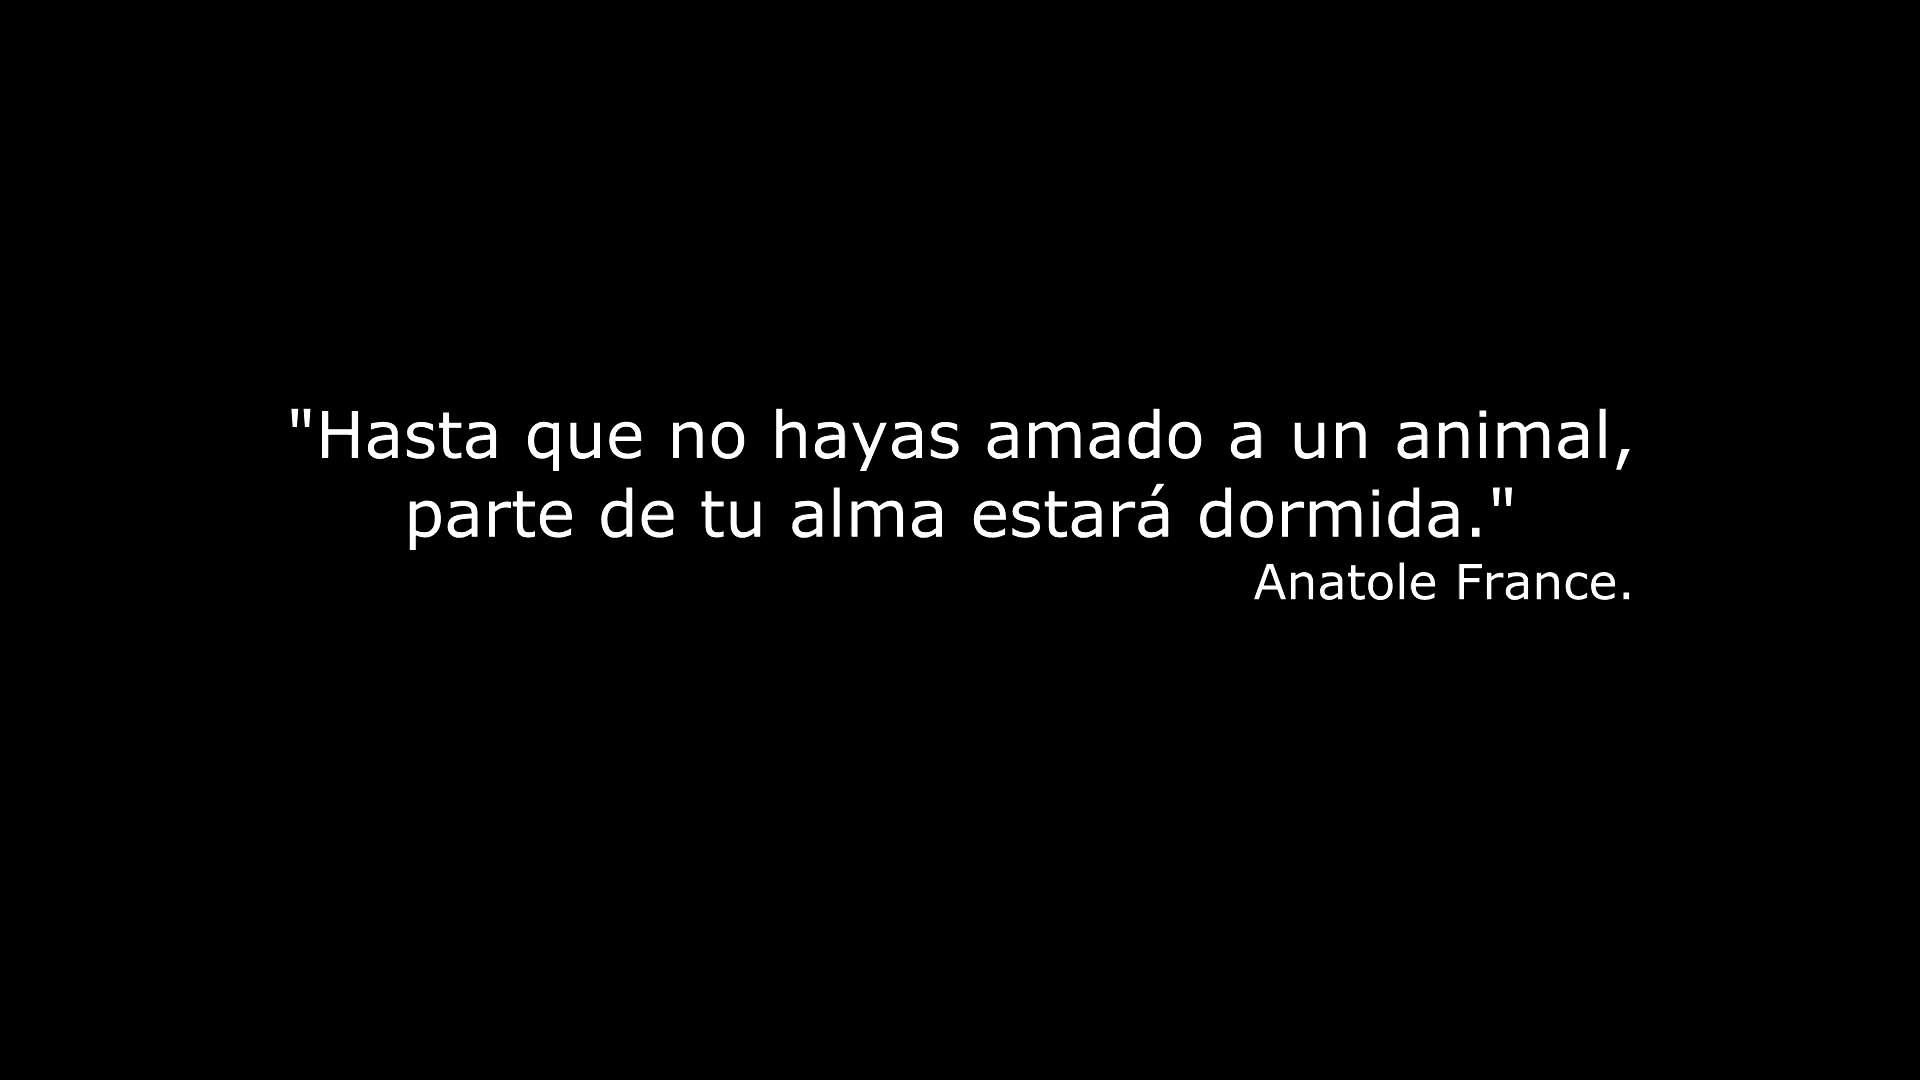 "Hasta que no hayas amado a un animal,
parte de tu alma estará dormida."
Anatole France.